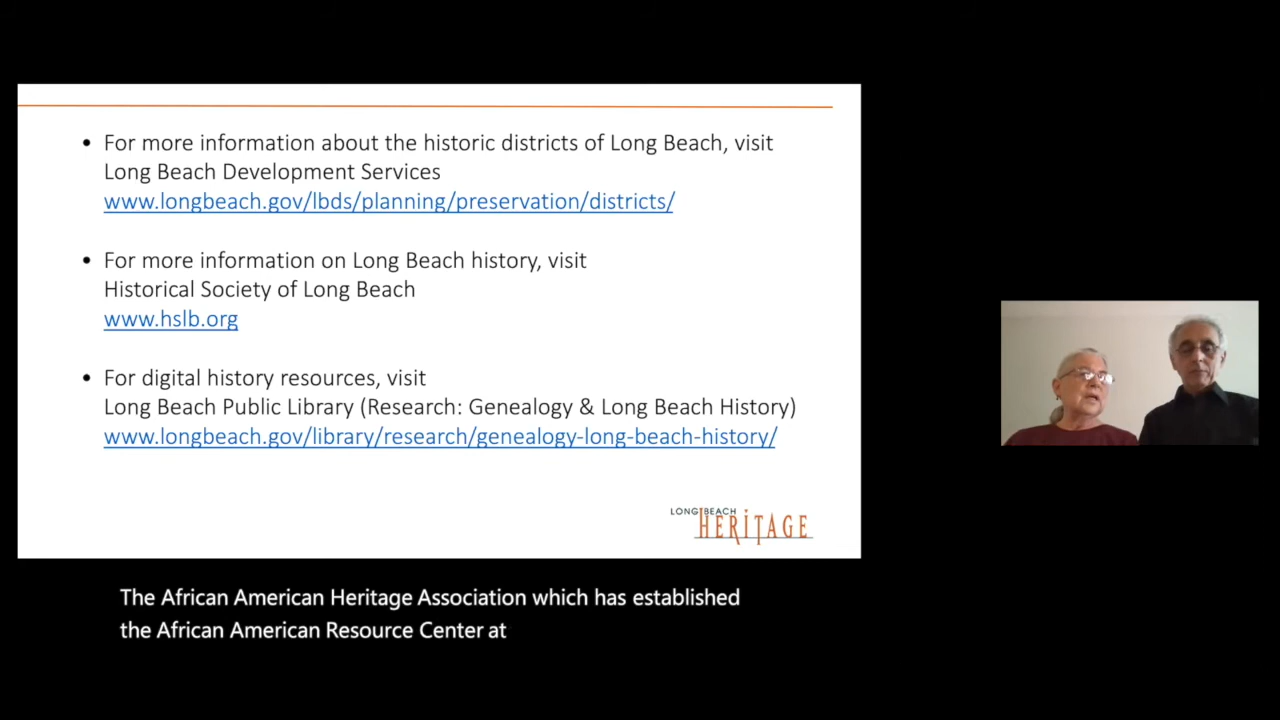 • For more information about the historic districts of Long Beach, visit
Long Beach Development Services
www.longbeach.gov/lbds/planning/preservation/districts/
• For more information on Long Beach history, visit
Historical Society of Long Beach
www.hslb.org
• For digital history resources, visit
Long Beach Public Library (Research: Genealogy & Long Beach History)
www.longbeach.gov/library/research/genealogy-long-beach-history/
LONG BEACH
HERITAGE
The African American Heritage Association which has established
the African American Resource Center at